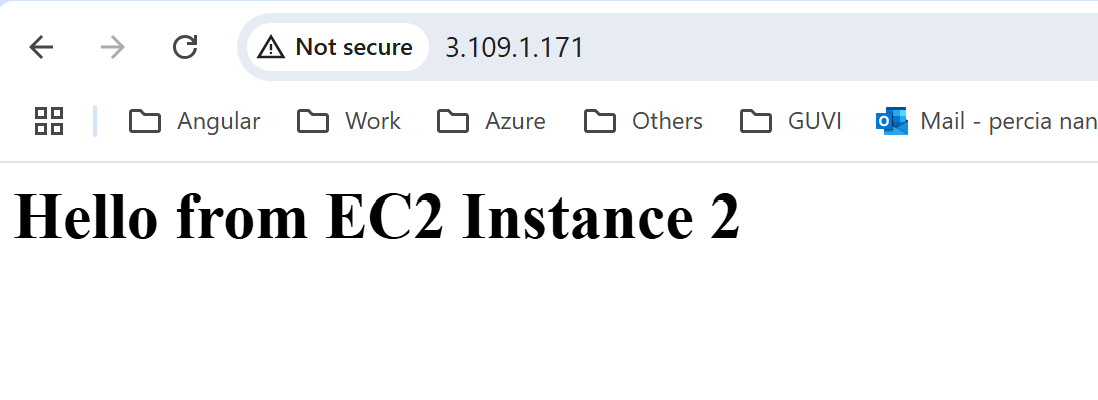 Not secure 3.109.1.171
Angular Work Azure Others GUVI Mail - percia nan
Hello from EC2 Instance 2